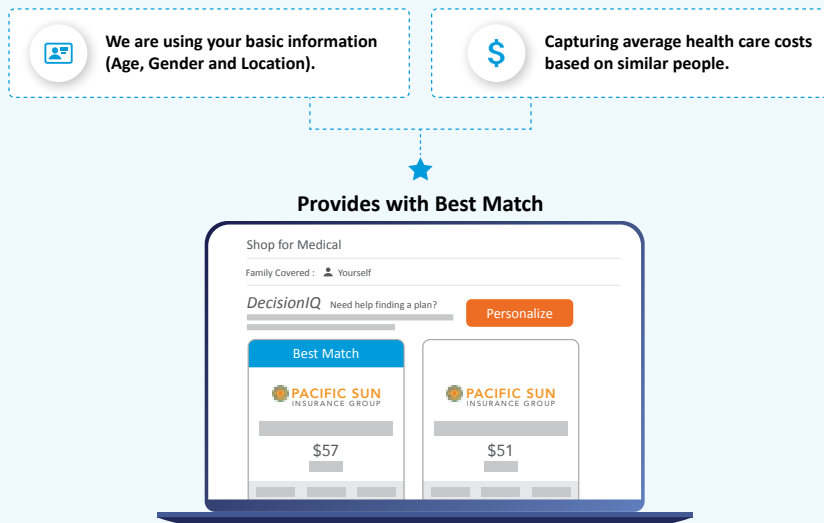 We are using your basic information
(Age, Gender and Location).
$
Capturing average health care costs
based on similar people.
Provides with Best Match
Shop for Medical
Family Covered : Yourself
DecisionIQ Need help finding a plan?
Personalize
Best Match
PACIFIC SUN
INSURANCE GROUP
$57
PACIFIC SUN
INSURANCE GROUP
$51